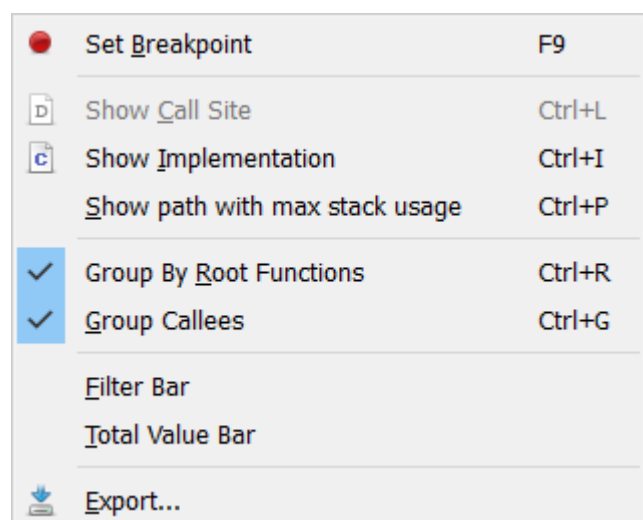 Set Breakpoint F9
D Show Call Site Ctrl+L
C Show Implementation Ctrl+I
Show path with max stack usage Ctrl+P
Group By Root Functions Ctrl+R
Group Callees Ctrl+G
Filter Bar
Total Value Bar
Export...